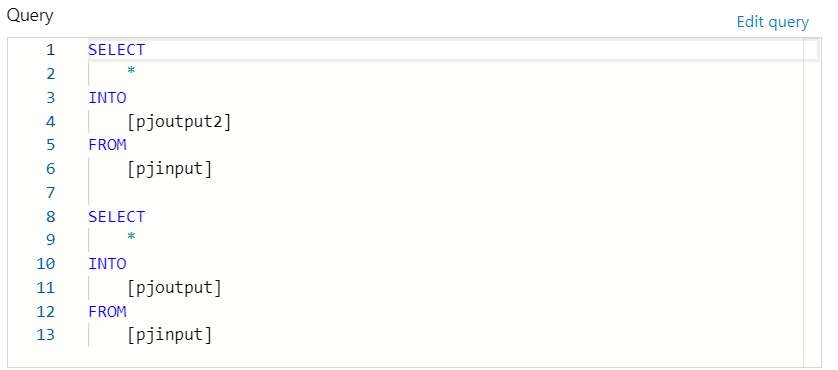 Query
Edit query
1 SELECT
2 *
3 INTO
4 [pjoutput2]
5 FROM
6 [pjinput]
7
8 SELECT
9 *
10 INTO
11 [pjoutput]
12 FROM
13 [pjinput]